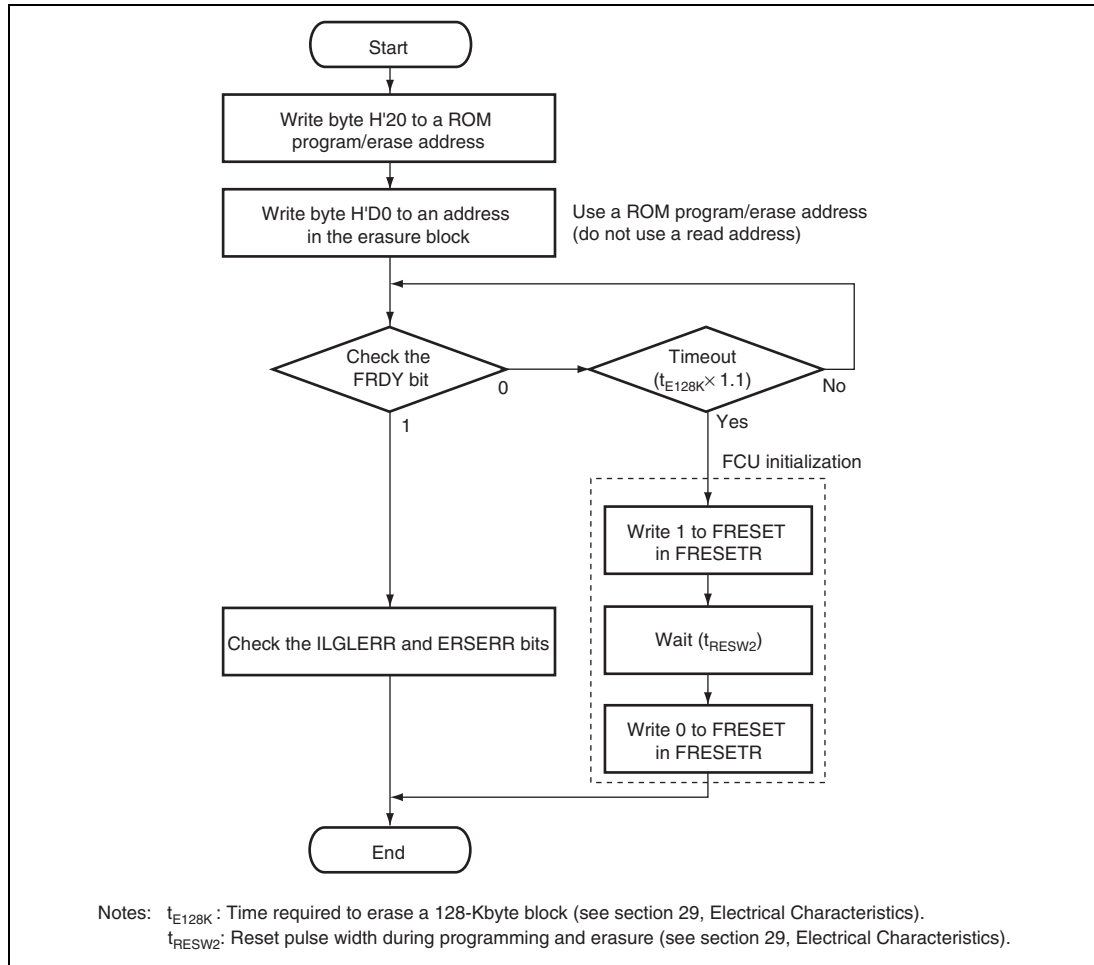 Start
Write byte H'20 to a ROM
program/erase address
Write byte H'D0 to an address
in the erasure block
Use a ROM program/erase address
(do not use a read address)
Check the
FRDY bit
0
1
Timeout
(tE128K× 1.1)
No
Yes
FCU initialization
Write 1 to FRESET
in FRESETR
Wait (tRESW2)
Write 0 to FRESET
in FRESETR
Check the ILGLERR and ERSERR bits
End
Notes: tE128K : Time required to erase a 128-Kbyte block (see section 29, Electrical Characteristics).
tRESW2: Reset pulse width during programming and erasure (see section 29, Electrical Characteristics).